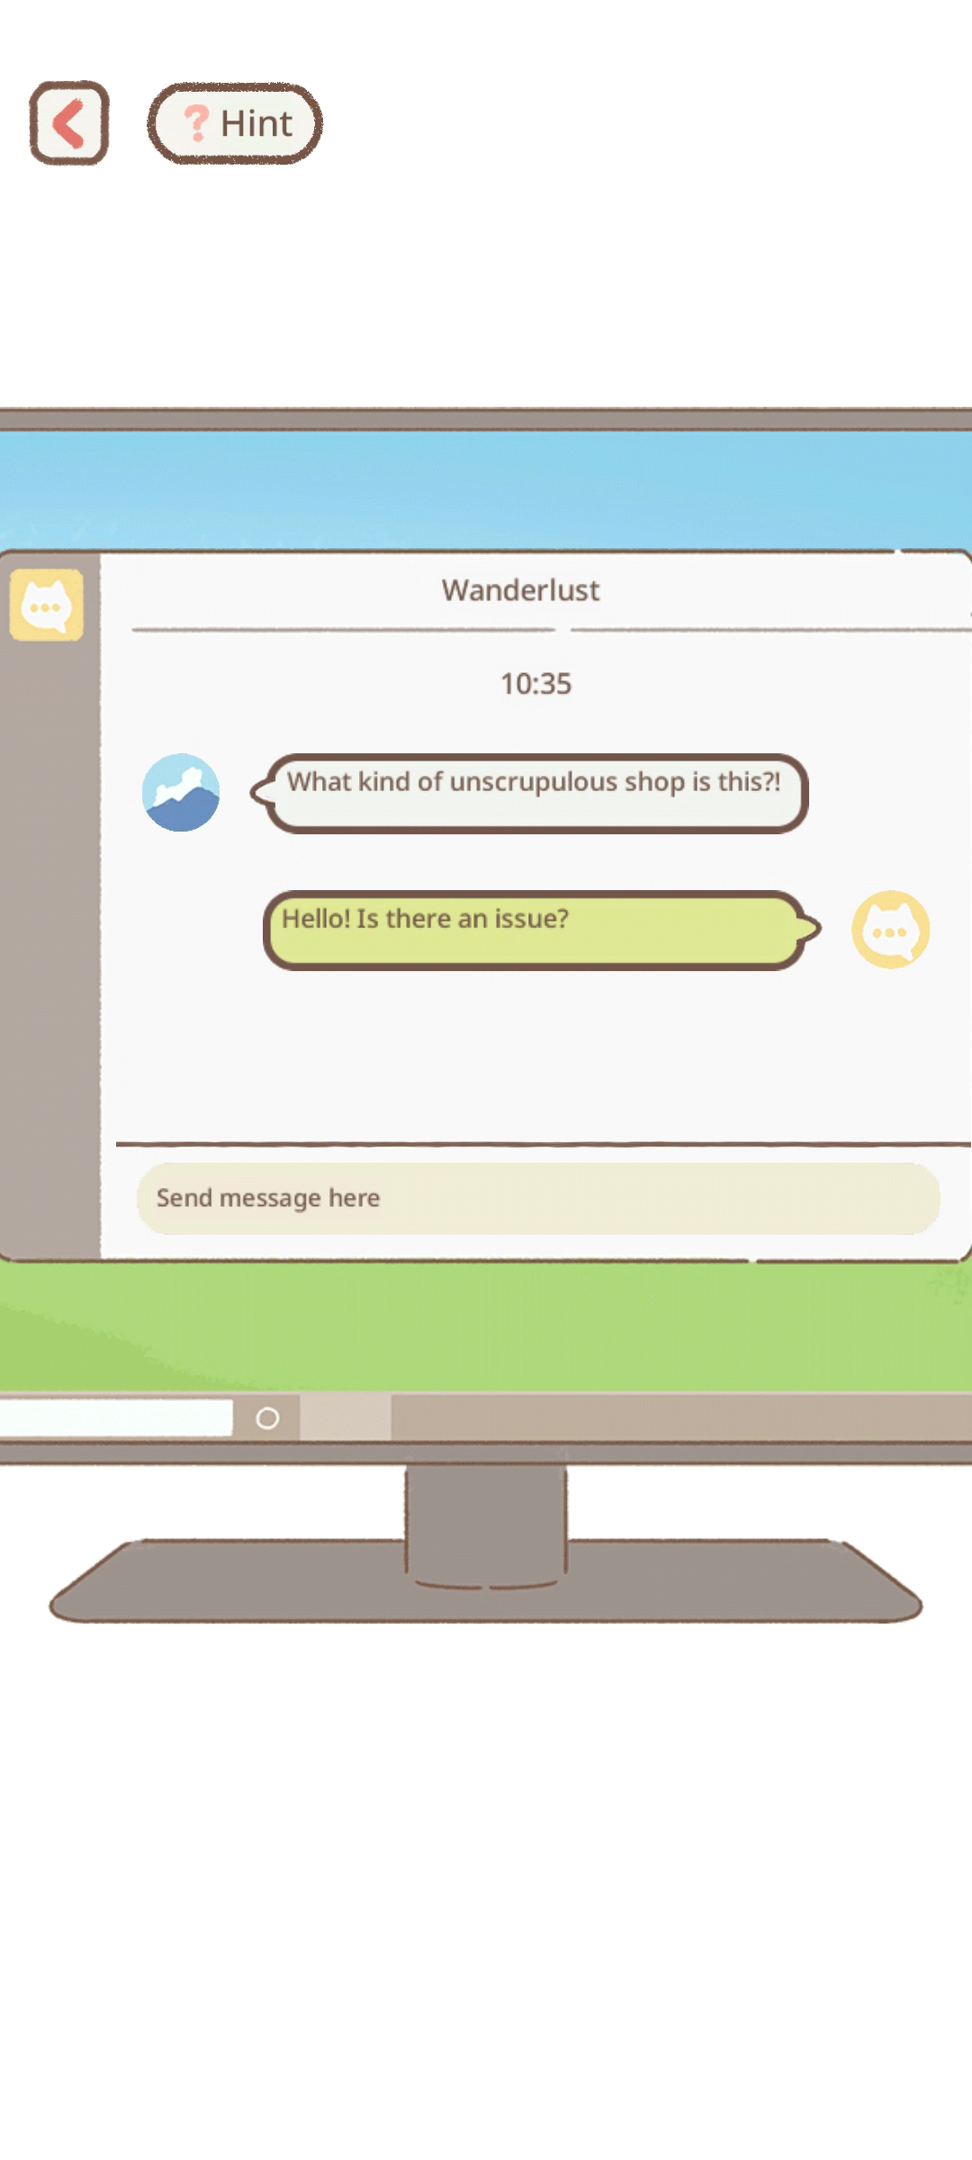 ? Hint
Wanderlust
10:35
What kind of unscrupulous shop is this?!
Hello! Is there an issue?
Send message here